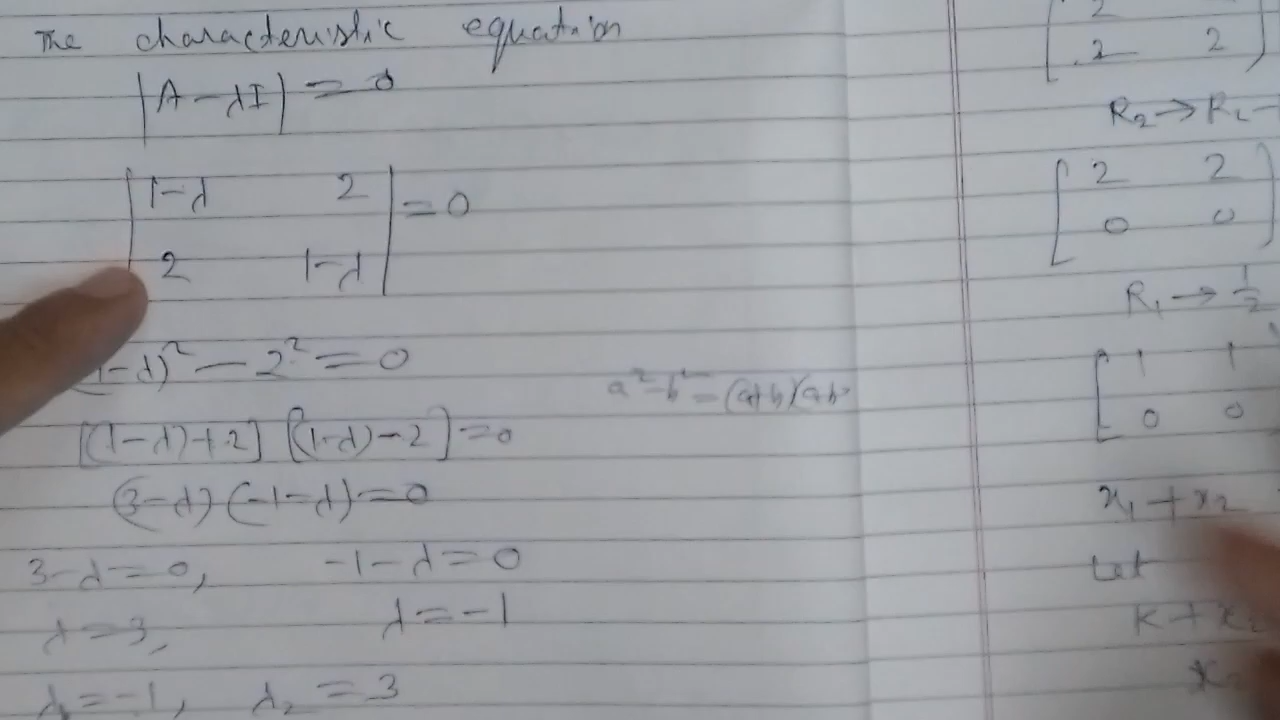 The characteristic equation
|A - λI| = 0
| 1-λ 2 | = 0
| 2 1-λ |
-λ)² - 2² = 0
a² - b² = (a+b)(a-b
[(1-λ)+2] [(1-λ)-2] = 0
(3-λ) (-1-λ) = 0
3-λ = 0, -1-λ = 0
λ = 3, λ = -1
λ₁ = -1, λ₂ = 3
2
2 2
R₂ → R₂ -
2 2
0 0
R₁ → 1/2
1 1
0 0
x₁ + x₂
Let
K + x₂